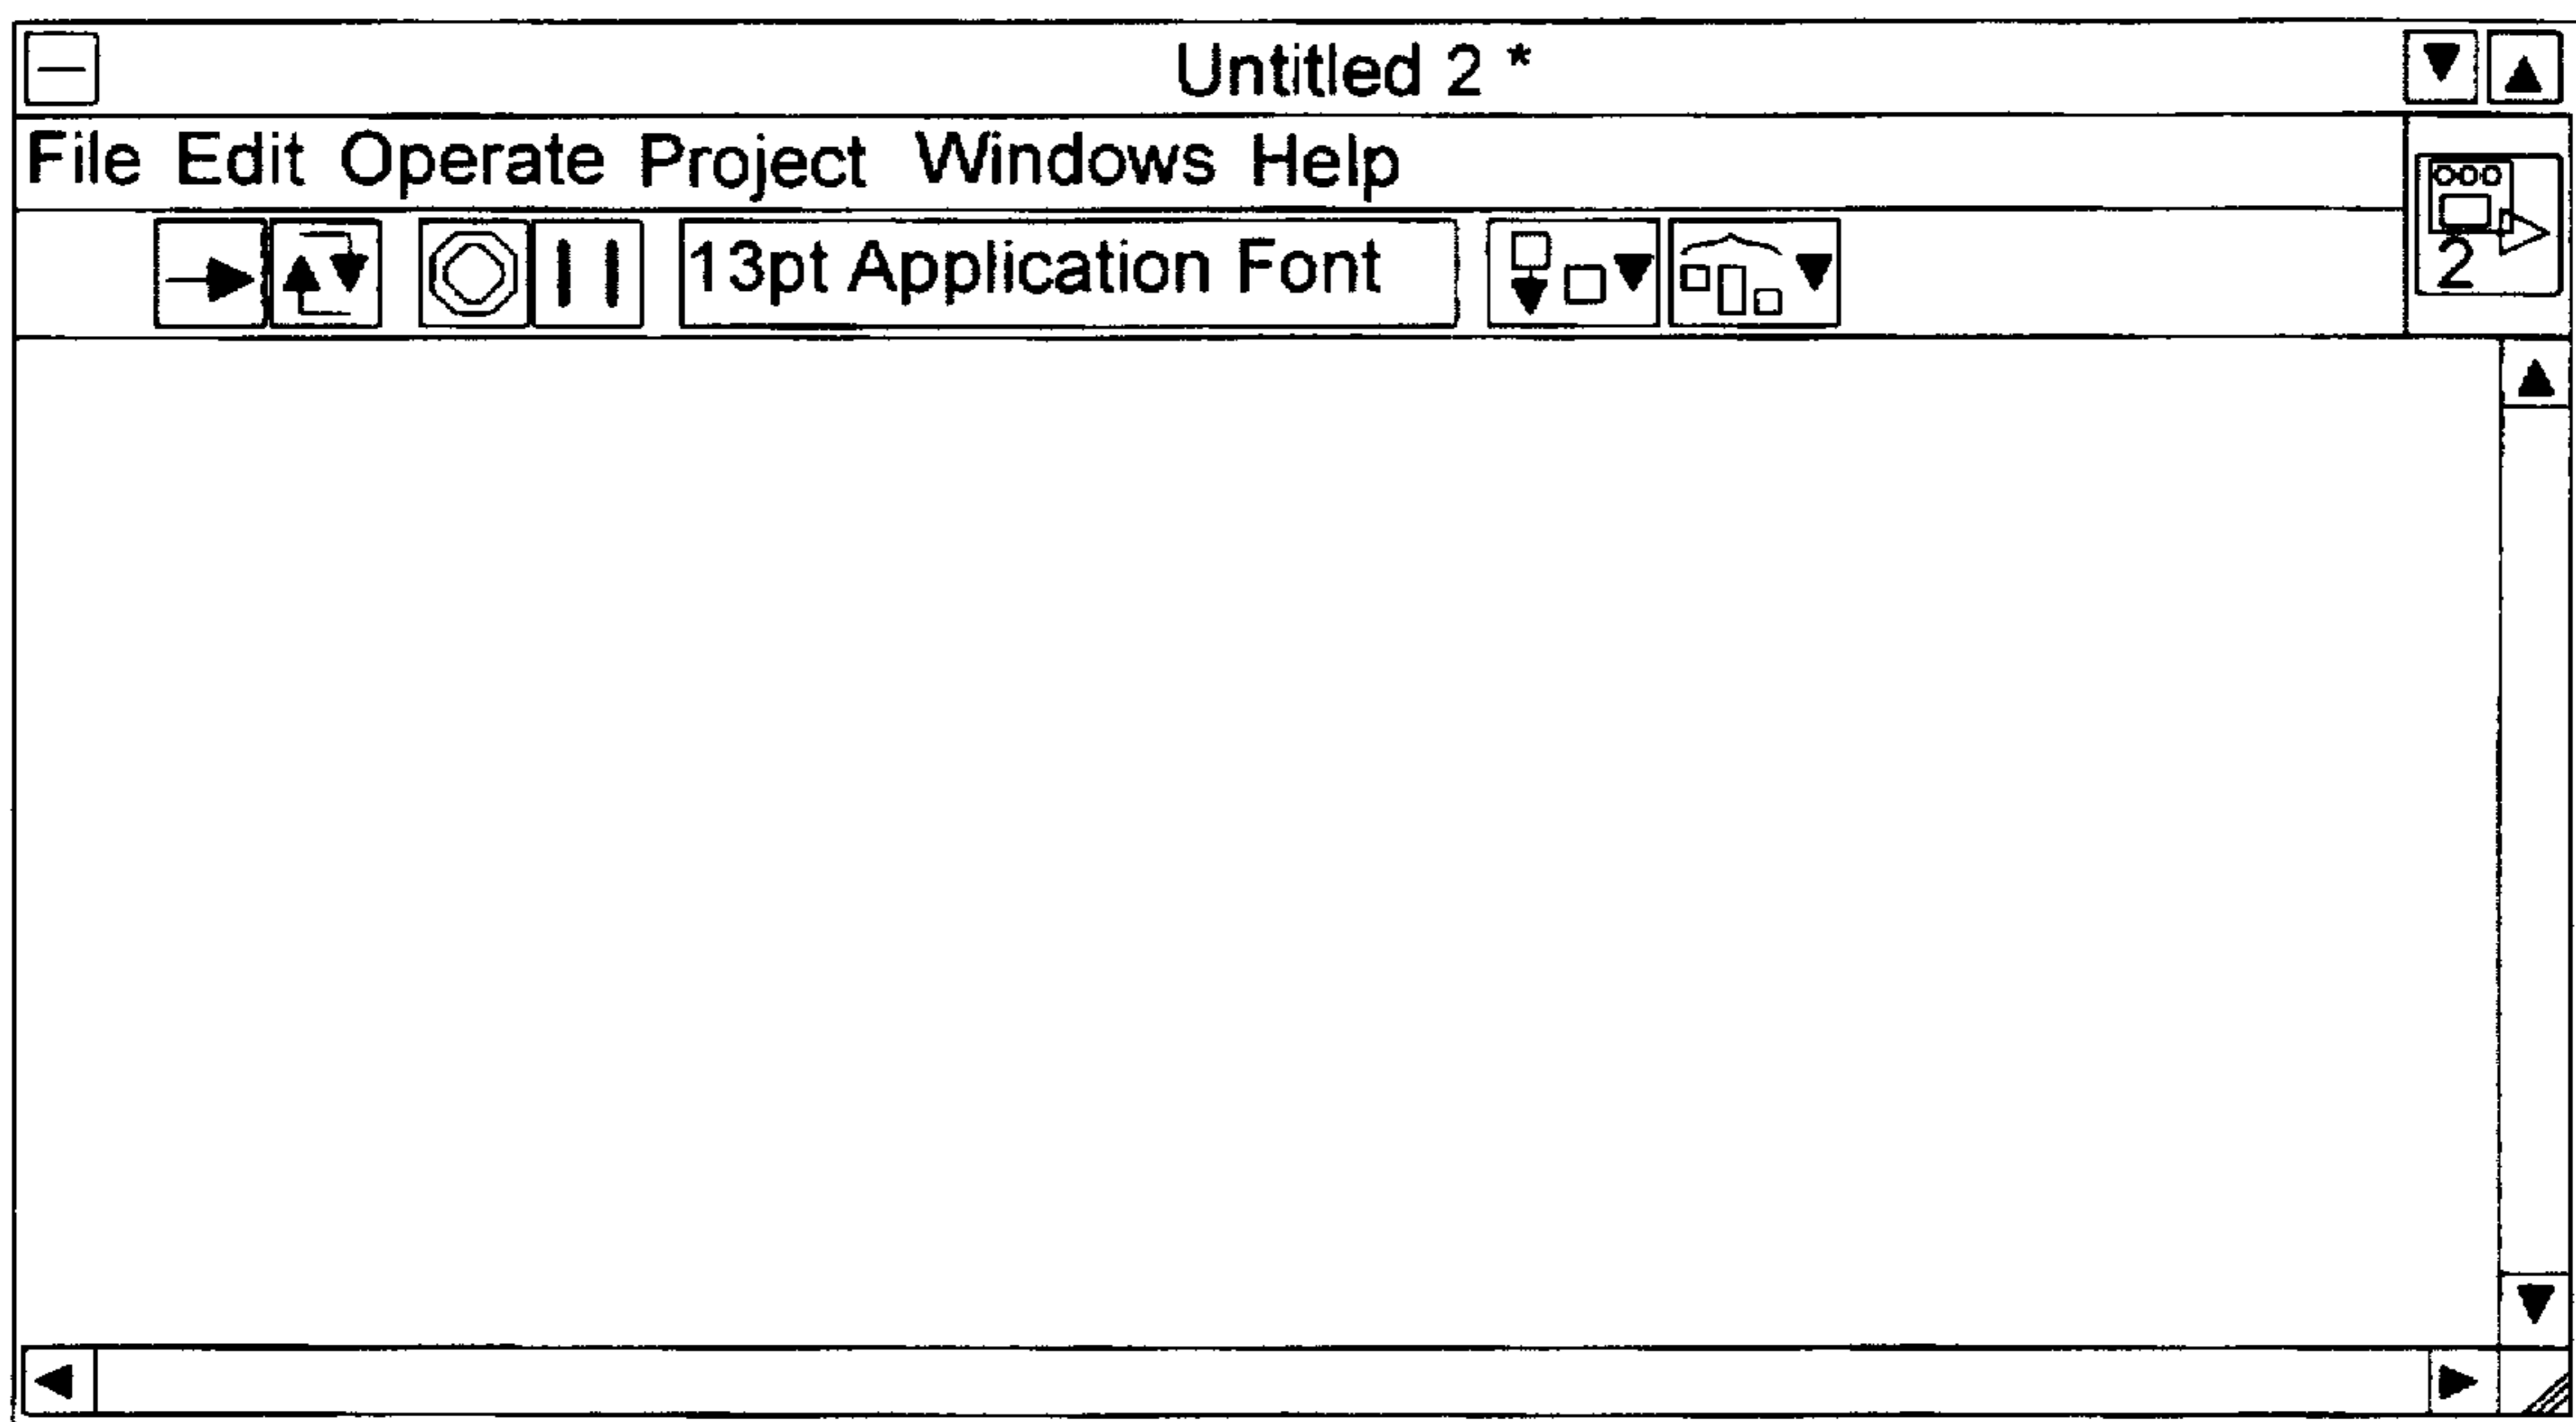 Untitled 2 *
File Edit Operate Project Windows Help
13pt Application Font
2